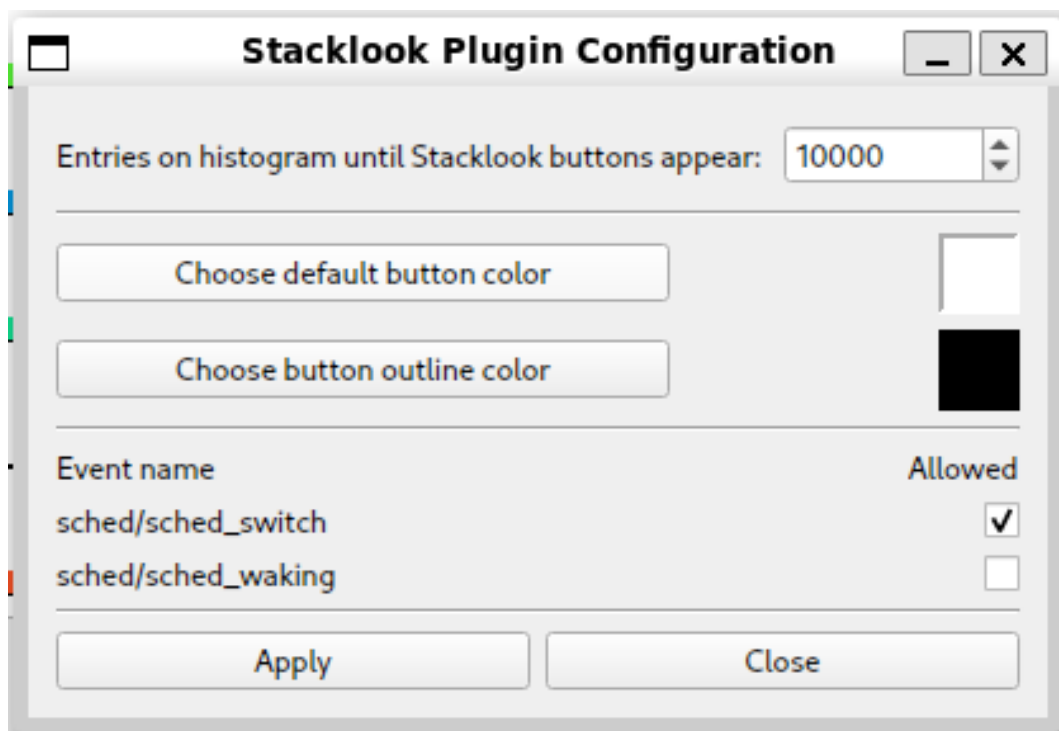 Stacklook Plugin Configuration
Entries on histogram until Stacklook buttons appear: 10000
Choose default button color
Choose button outline color
Event name Allowed
sched/sched_switch
sched/sched_waking
Apply Close